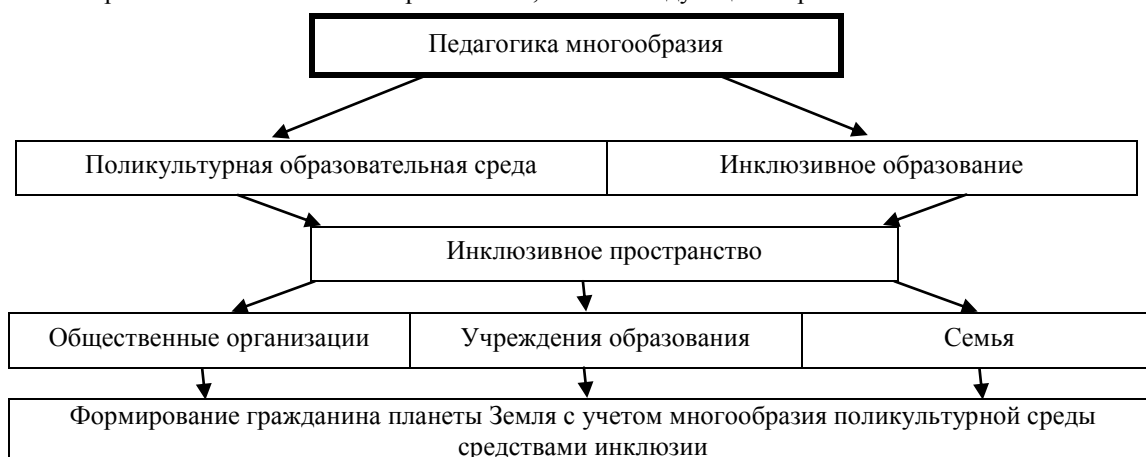 Педагогика многообразия
Поликультурная образовательная среда
Инклюзивное образование
Инклюзивное пространство
Общественные организации
Учреждения образования
Семья
Формирование гражданина планеты Земля с учетом многообразия поликультурной среды
средствами инклюзии